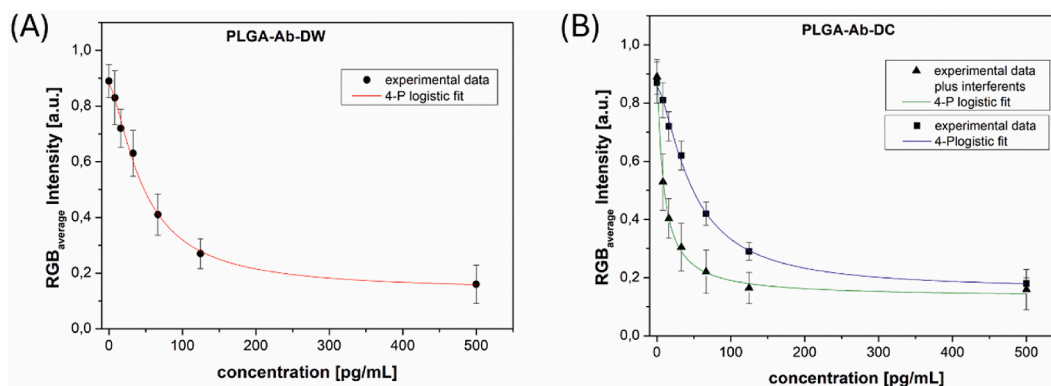 (A)
PLGA-Ab-DW
1,0
0,8
0,6
0,4
0,2
0,0
RGBaverage Intensity [a.u.]
experimental data
4-P logistic fit
0
100
200
300
400
500
concentration [pg/mL]
(B)
PLGA-Ab-DC
1,0
0,8
0,6
0,4
0,2
0,0
RGBaverage Intensity [a.u.]
experimental data
plus interferents
4-P logistic fit
experimental data
4-Plogistic fit
0
100
200
300
400
500
concentration [pg/mL]